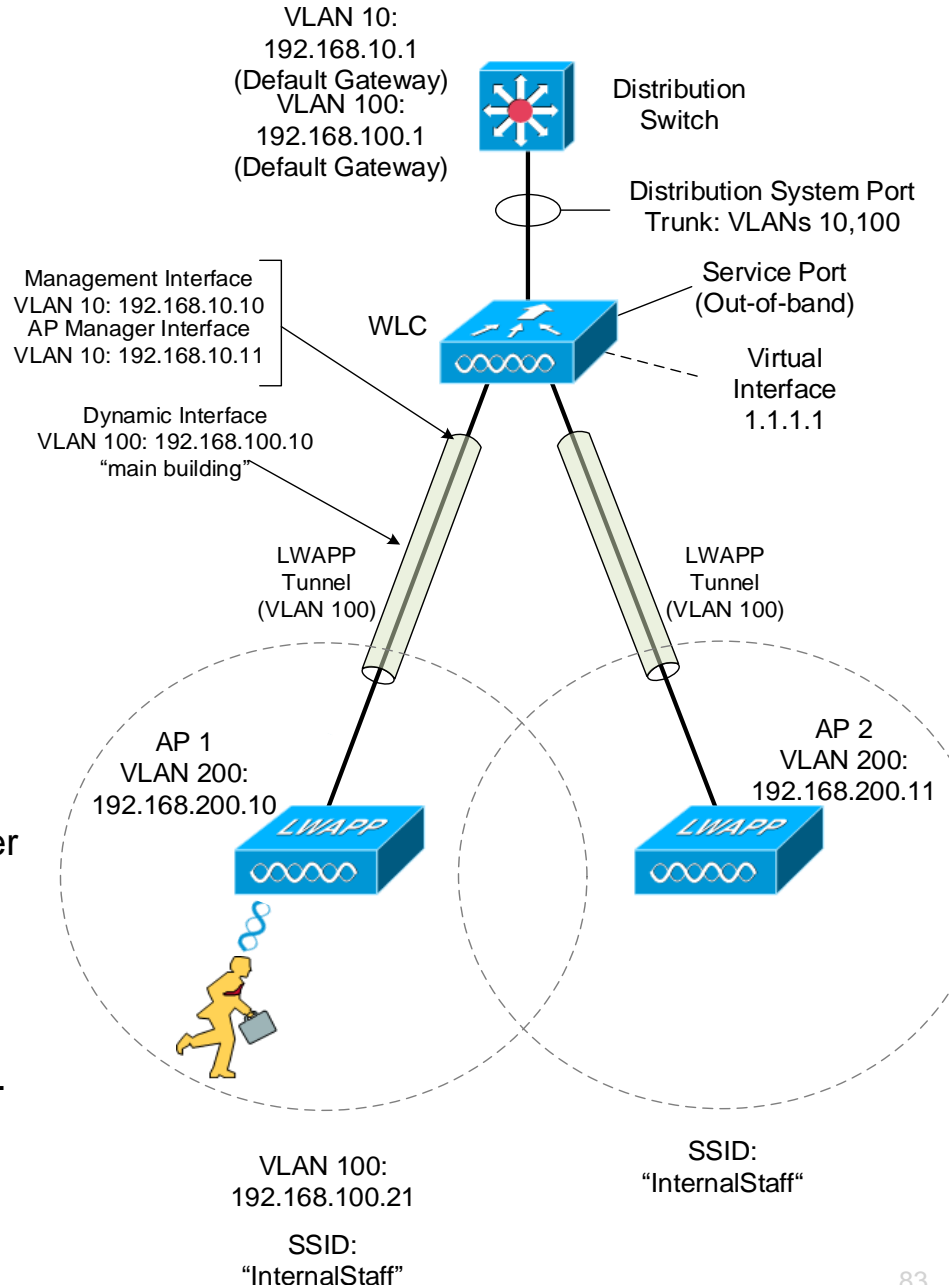 VLAN 10:
192.168.10.1
(Default Gateway)
VLAN 100:
192.168.100.1
(Default Gateway)
Distribution
Switch
Distribution System Port
Trunk: VLANs 10,100
Management Interface
VLAN 10: 192.168.10.10
AP Manager Interface
VLAN 10: 192.168.10.11
WLC
Service Port
(Out-of-band)
Virtual
Interface
1.1.1.1
Dynamic Interface
VLAN 100: 192.168.100.10
“main building”
LWAPP
Tunnel
(VLAN 100)
LWAPP
Tunnel
(VLAN 100)
AP 1
VLAN 200:
192.168.200.10
LWAPP
AP 2
VLAN 200:
192.168.200.11
LWAPP
er
.
VLAN 100:
192.168.100.21
SSID:
“InternalStaff”
SSID:
“InternalStaff“
83